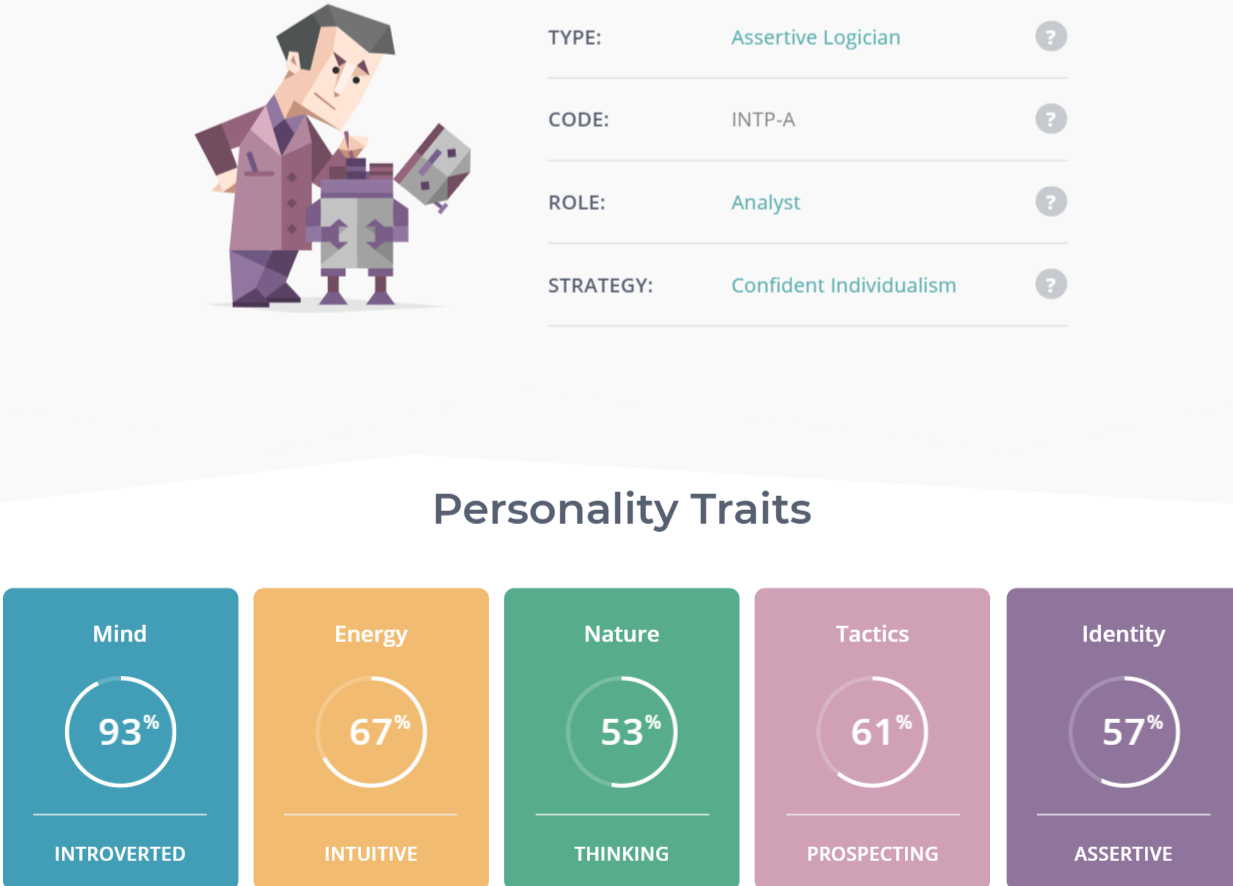 TYPE: Assertive Logician ?
CODE: INTP-A ?
ROLE: Analyst ?
STRATEGY: Confident Individualism ?
Personality Traits
Mind
93%
INTROVERTED
Energy
67%
INTUITIVE
Nature
53%
THINKING
Tactics
61%
PROSPECTING
Identity
57%
ASSERTIVE